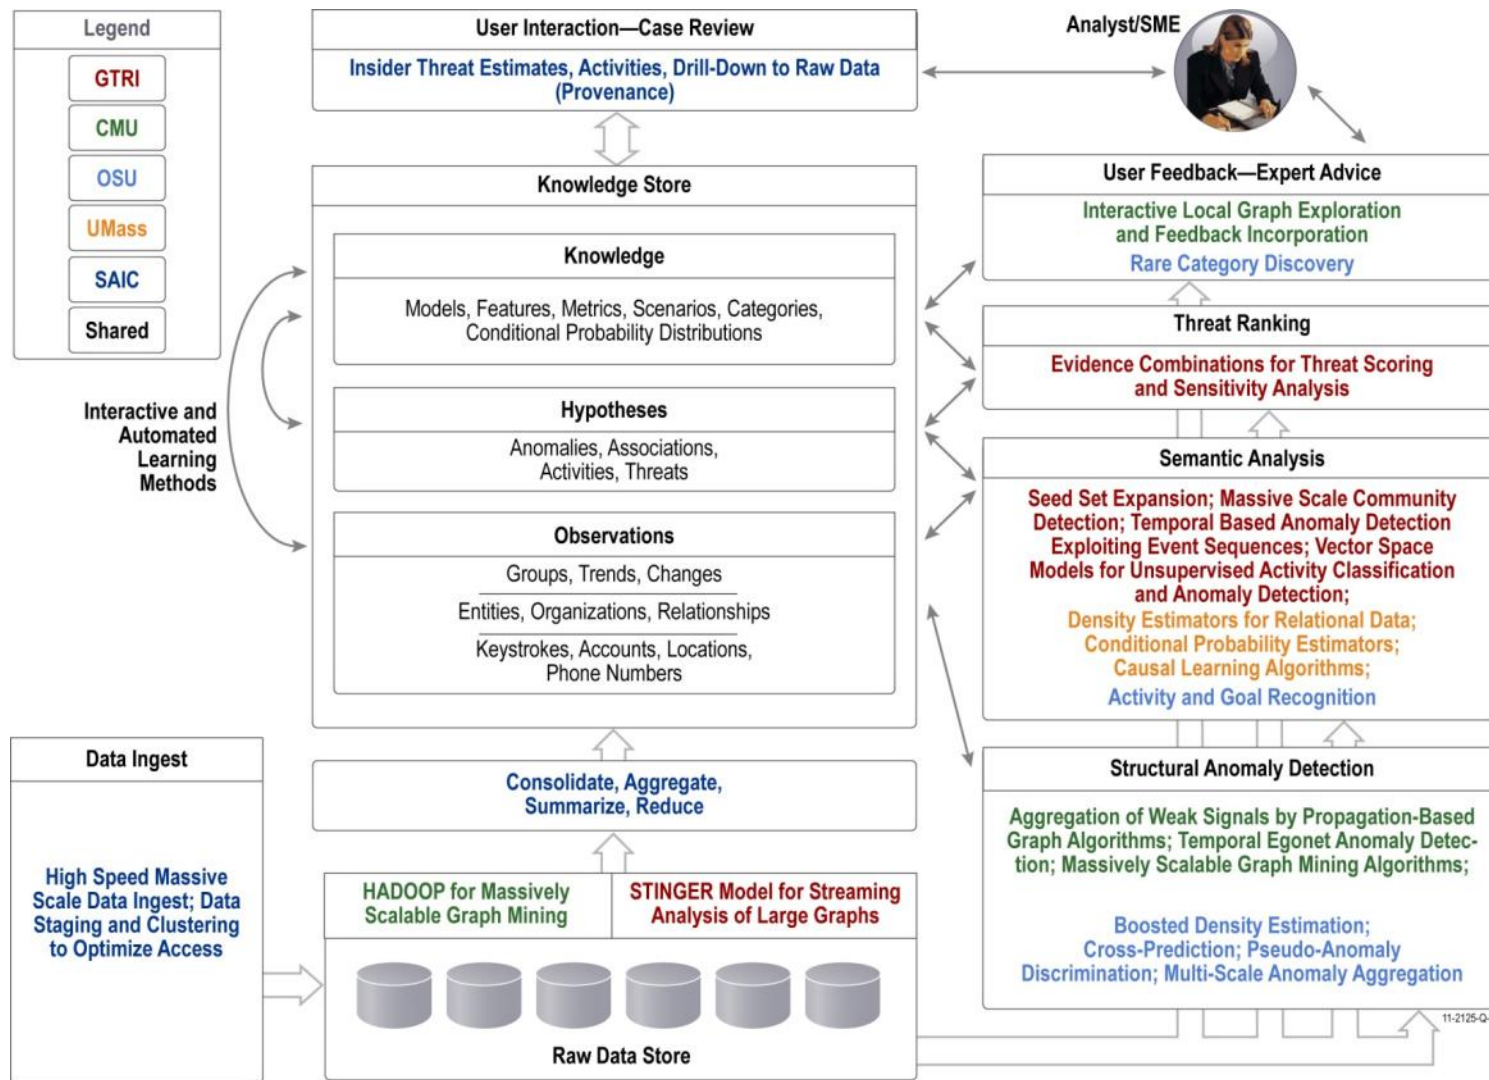 Legend
GTRI
CMU
OSU
UMass
SAIC
Shared
User Interaction—Case Review
Insider Threat Estimates, Activities, Drill-Down to Raw Data
(Provenance)
Analyst/SME
Knowledge Store
Knowledge
Models, Features, Metrics, Scenarios, Categories,
Conditional Probability Distributions
Hypotheses
Anomalies, Associations,
Activities, Threats
Observations
Groups, Trends, Changes
Entities, Organizations, Relationships
Keystrokes, Accounts, Locations,
Phone Numbers
Interactive and
Automated
Learning
Methods
User Feedback—Expert Advice
Interactive Local Graph Exploration
and Feedback Incorporation
Rare Category Discovery
Threat Ranking
Evidence Combinations for Threat Scoring
and Sensitivity Analysis
Semantic Analysis
Seed Set Expansion; Massive Scale Community
Detection; Temporal Based Anomaly Detection
Exploiting Event Sequences; Vector Space
Models for Unsupervised Activity Classification
and Anomaly Detection;
Density Estimators for Relational Data;
Conditional Probability Estimators;
Causal Learning Algorithms;
Activity and Goal Recognition
Structural Anomaly Detection
Aggregation of Weak Signals by Propagation-Based
Graph Algorithms; Temporal Egonet Anomaly Detec-
tion; Massively Scalable Graph Mining Algorithms;
Boosted Density Estimation;
Cross-Prediction; Pseudo-Anomaly
Discrimination; Multi-Scale Anomaly Aggregation
11-2125-Q-
Data Ingest
High Speed Massive
Scale Data Ingest; Data
Staging and Clustering
to Optimize Access
Consolidate, Aggregate,
Summarize, Reduce
HADOOP for Massively
Scalable Graph Mining
STINGER Model for Streaming
Analysis of Large Graphs
Raw Data Store